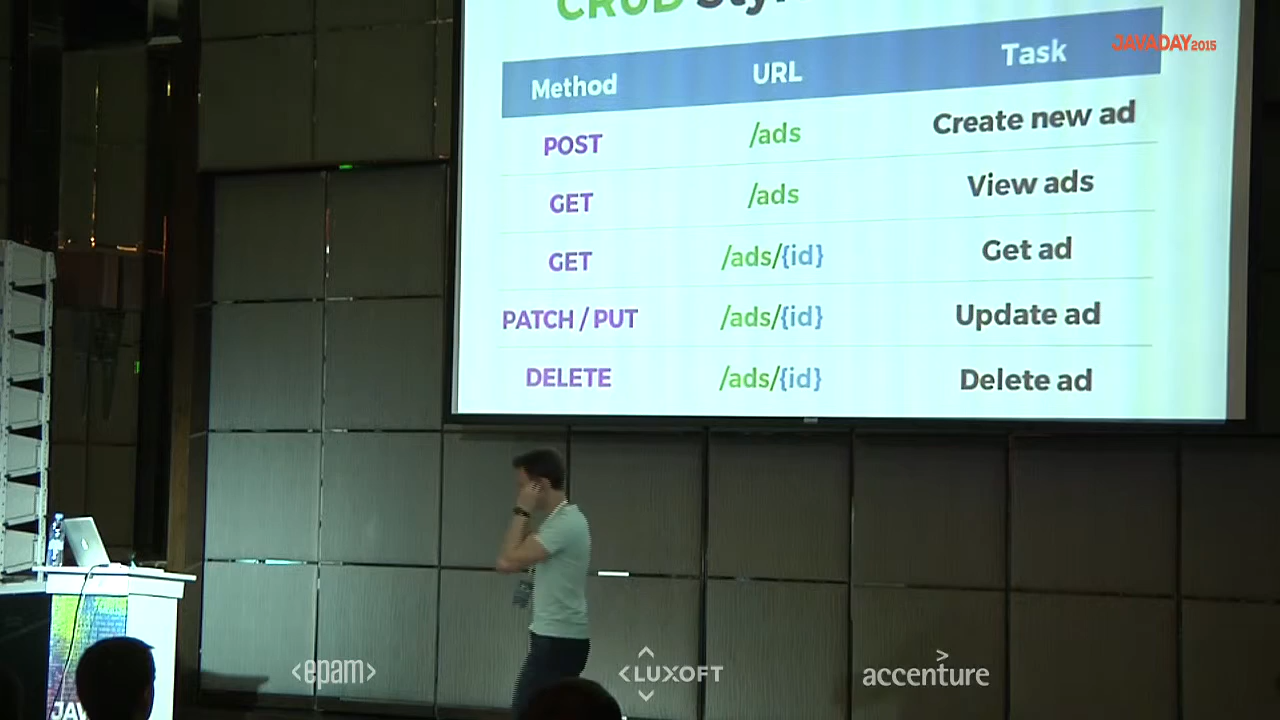 CRUD
JAVADAY2015
Method URL Task
POST /ads Create new ad
GET /ads View ads
GET /ads/{id} Get ad
PATCH / PUT /ads/{id} Update ad
DELETE /ads/{id} Delete ad
<epam>
LUXOFT
accenture